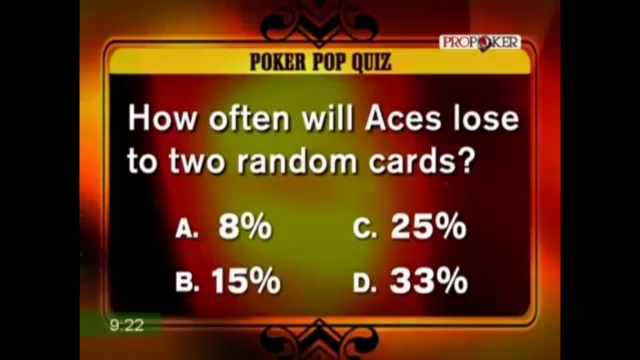 PROPOKER
POKER POP QUIZ
How often will Aces lose
to two random cards?
A. 8%
C. 25%
B. 15%
D. 33%
9:22